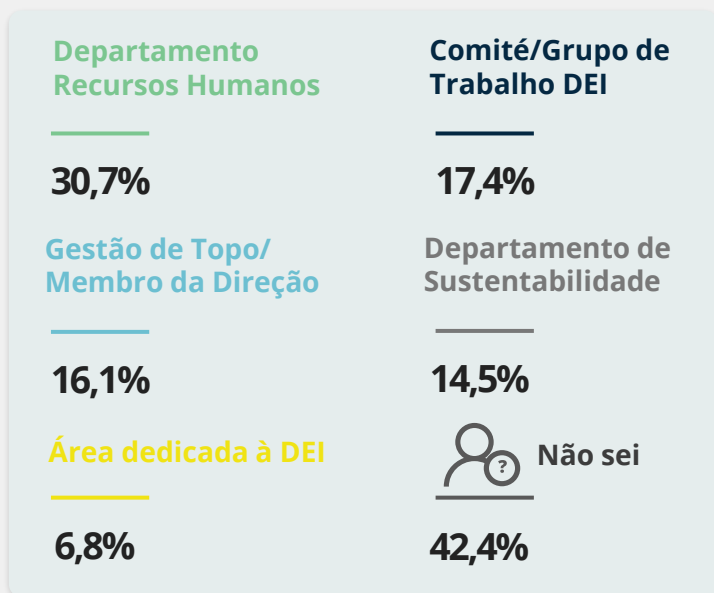 Departamento
Recursos Humanos
30,7%
Comité/Grupo de
Trabalho DEI
17,4%
Gestão de Topo/
Membro da Direção
16,1%
Departamento de
Sustentabilidade
14,5%
Área dedicada à DEI
6,8%
?
Não sei
42,4%